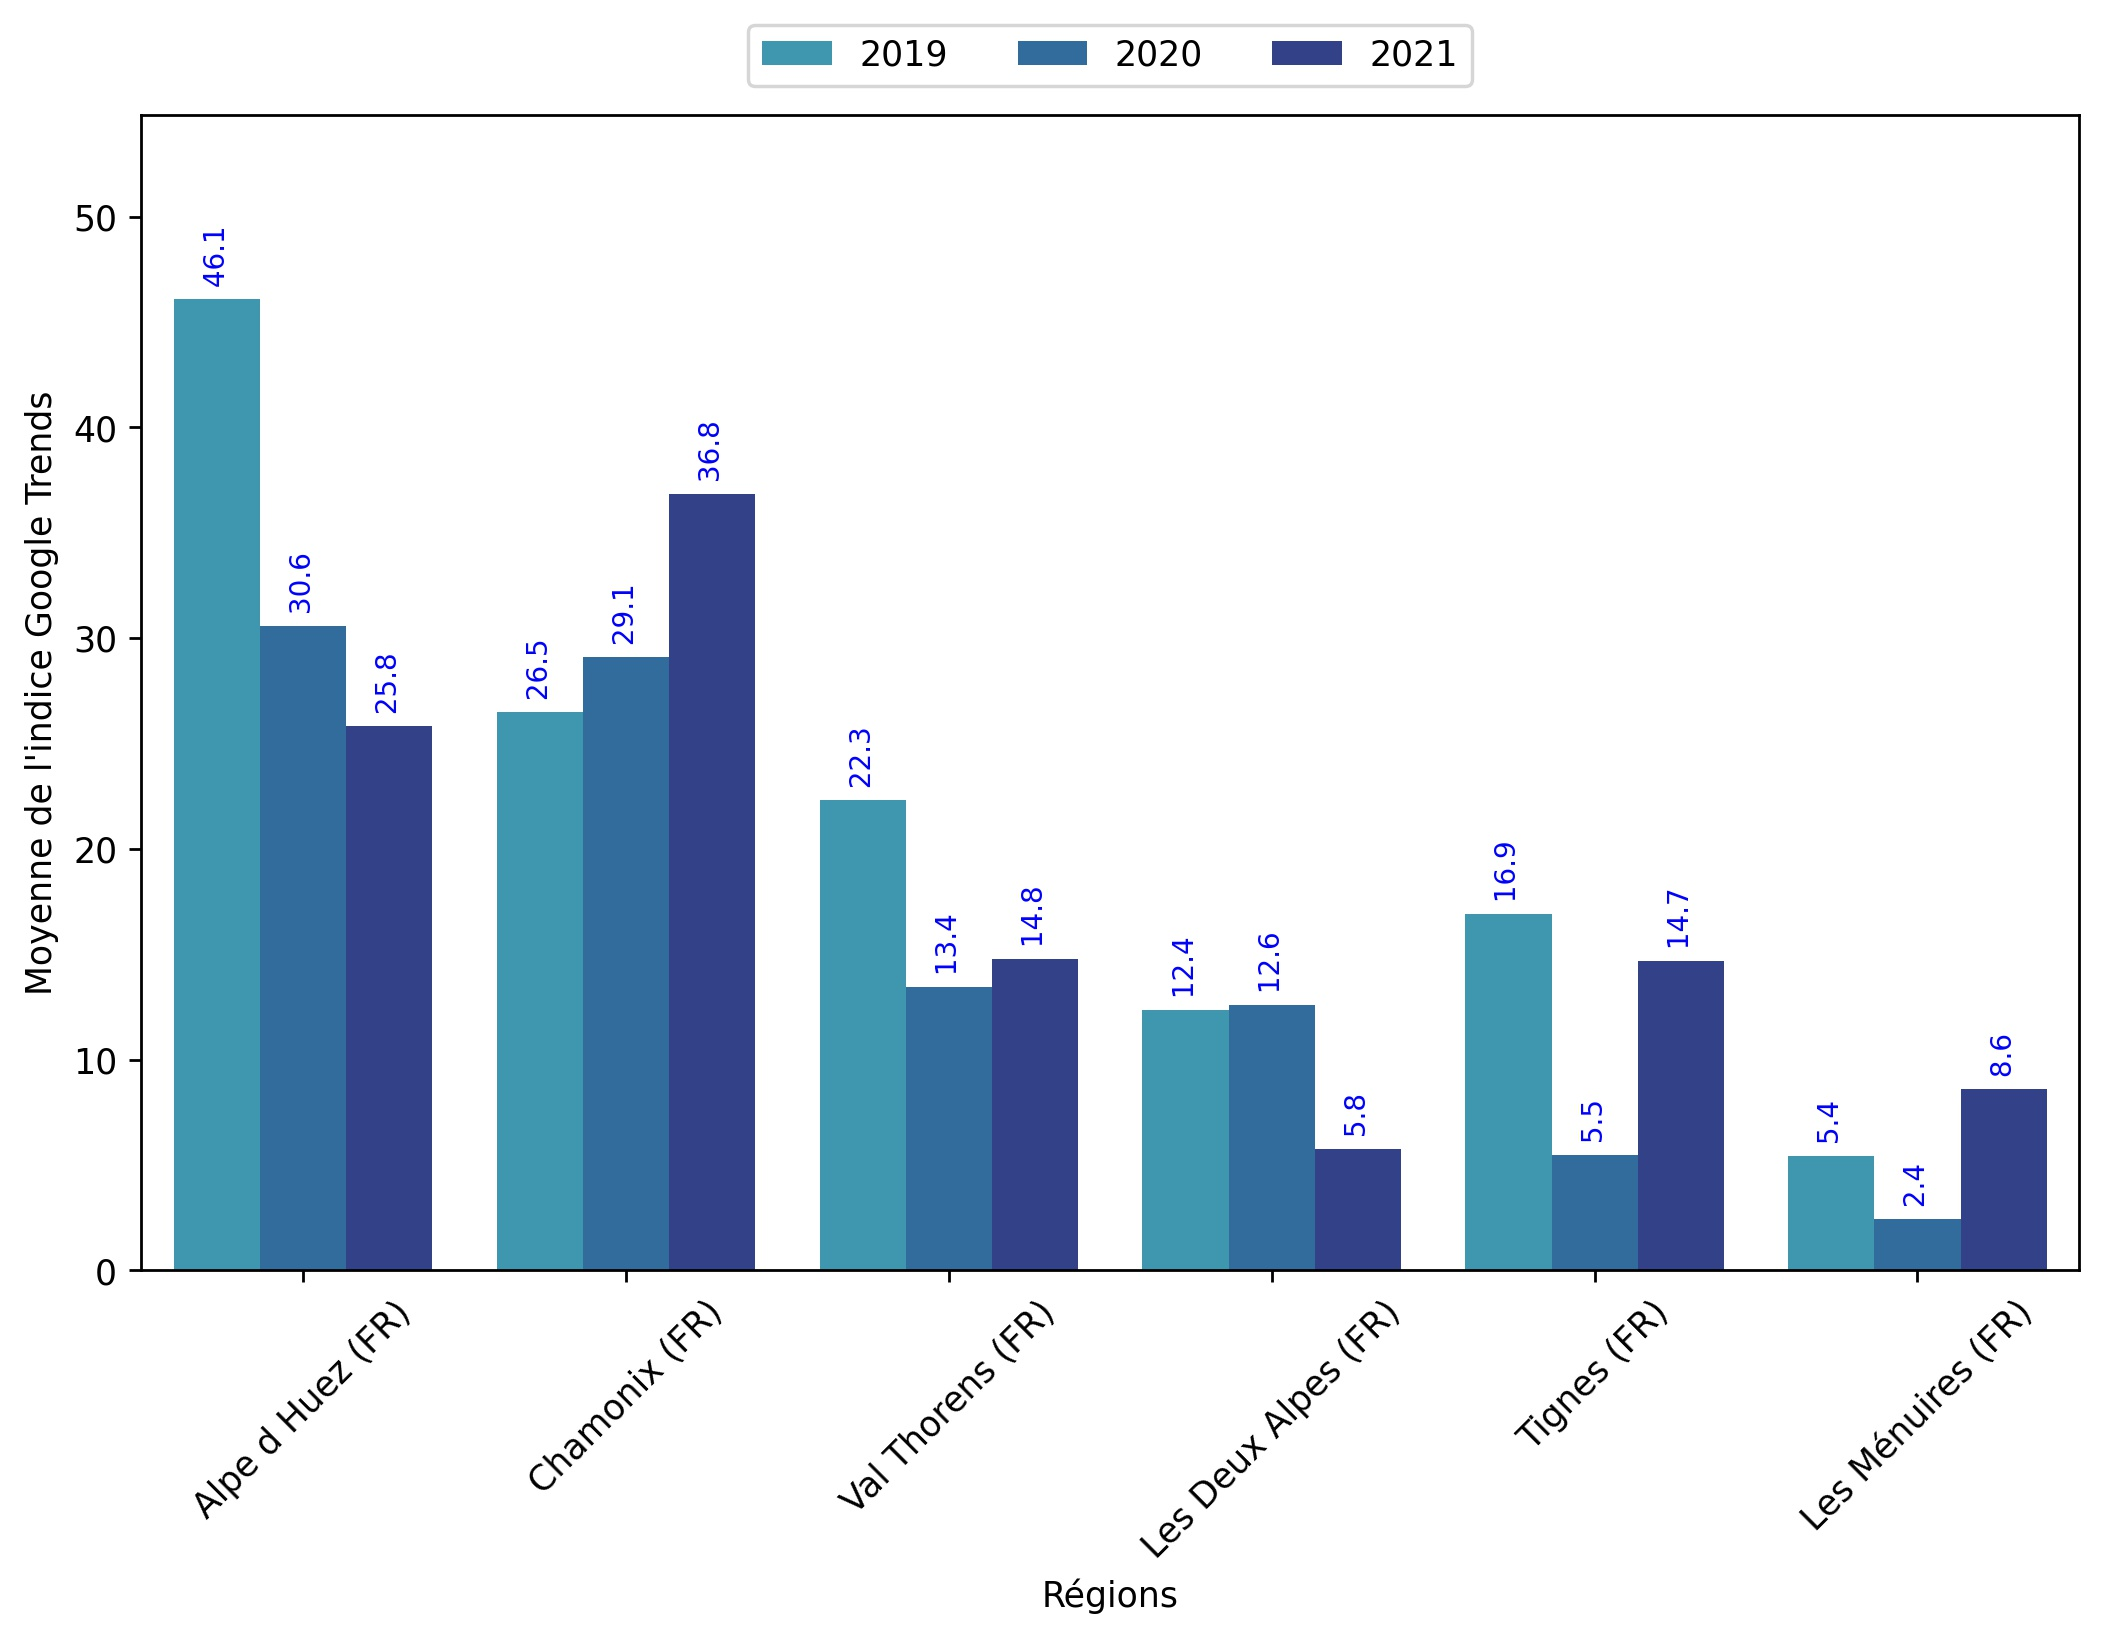 2019 2020 2021
Moyenne de l'indice Google Trends
50
40
30
20
10
0
46.1
30.6
25.8
26.5
29.1
36.8
22.3
13.4
14.8
12.4
12.6
5.8
16.9
5.5
14.7
5.4
2.4
8.6
Alpe d Huez (FR)
Chamonix (FR)
Val Thorens (FR)
Les Deux Alpes (FR)
Tignes (FR)
Les Ménuires (FR)
Régions